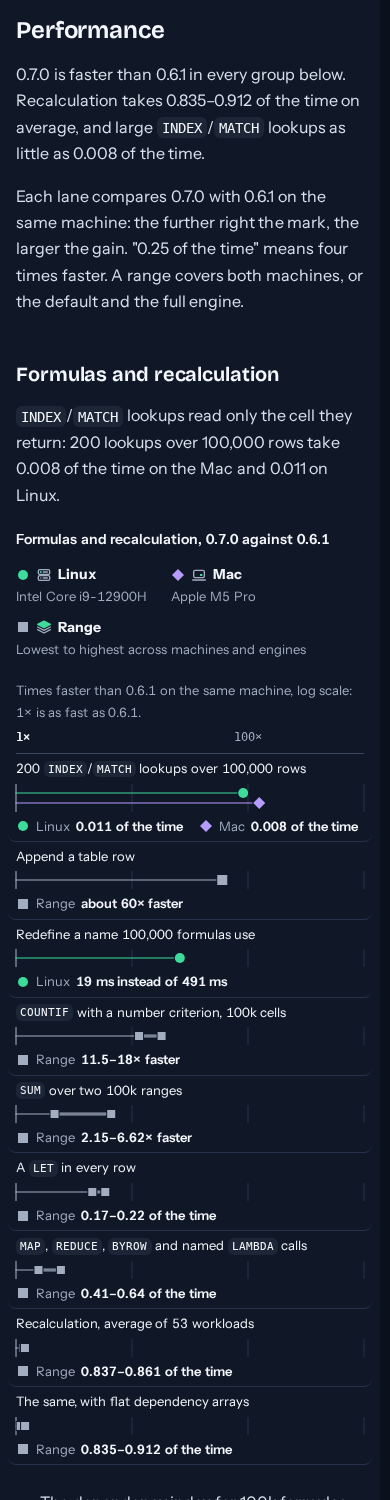 Performance
0.7.0 is faster than 0.6.1 in every group below.
Recalculation takes 0.835–0.912 of the time on
average, and large INDEX/MATCH lookups as
little as 0.008 of the time.
Each lane compares 0.7.0 with 0.6.1 on the
same machine: the further right the mark, the
larger the gain. "0.25 of the time" means four
times faster. A range covers both machines, or
the default and the full engine.
Formulas and recalculation
INDEX/MATCH lookups read only the cell they
return: 200 lookups over 100,000 rows take
0.008 of the time on the Mac and 0.011 on
Linux.
Formulas and recalculation, 0.7.0 against 0.6.1
Linux Mac
Intel Core i9-12900H Apple M5 Pro
Range
Lowest to highest across machines and engines
Times faster than 0.6.1 on the same machine, log scale:
1× is as fast as 0.6.1.
1× 100×
200 INDEX/MATCH lookups over 100,000 rows
Linux 0.011 of the time Mac 0.008 of the time
Append a table row
Range about 60× faster
Redefine a name 100,000 formulas use
Linux 19 ms instead of 491 ms
COUNTIF with a number criterion, 100k cells
Range 11.5–18× faster
SUM over two 100k ranges
Range 2.15–6.62× faster
A LET in every row
Range 0.17–0.22 of the time
MAP, REDUCE, BYROW and named LAMBDA calls
Range 0.41–0.64 of the time
Recalculation, average of 53 workloads
Range 0.837–0.861 of the time
The same, with flat dependency arrays
Range 0.835–0.912 of the time